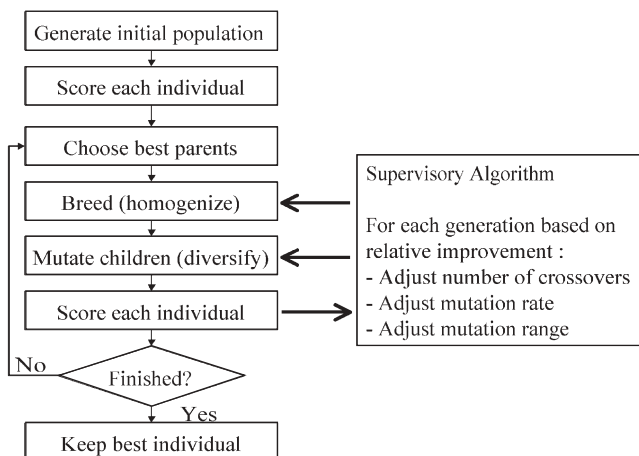 Generate initial population
Score each individual
Choose best parents
Breed (homogenize)
Mutate children (diversify)
Score each individual
Finished?
No
Yes
Keep best individual
Supervisory Algorithm
For each generation based on
relative improvement :
- Adjust number of crossovers
- Adjust mutation rate
- Adjust mutation range